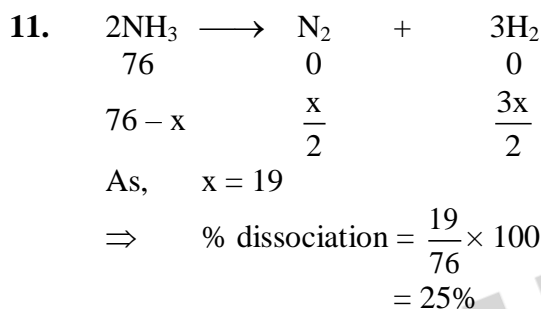 11. 2NH₃ ⟶ N₂ + 3H₂
76 0 0
76 – x x/2 3x/2
As, x = 19
⇒ % dissociation = 19/76 × 100
= 25%